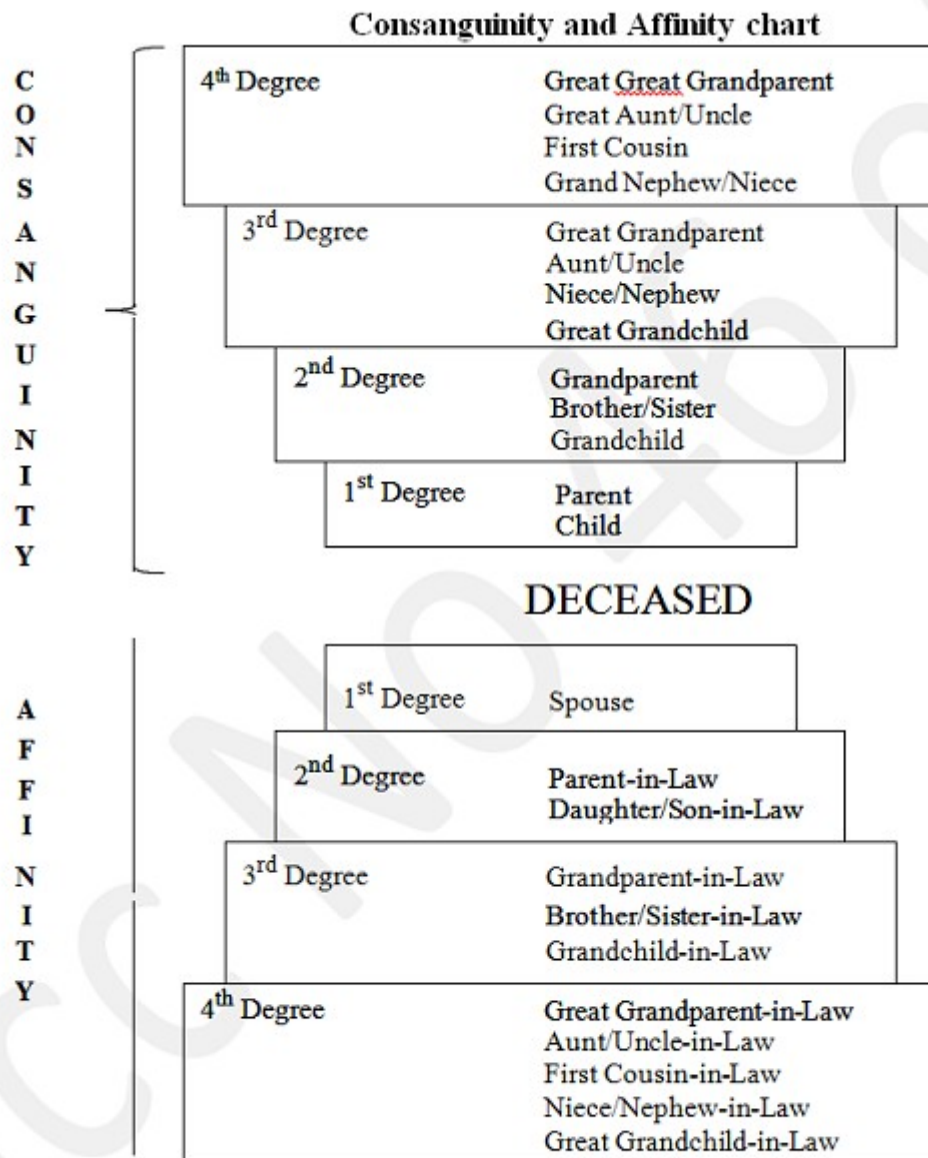 Consanguinity and Affinity chart
CONSANGUINITY
4th Degree Great Great Grandparent
Great Aunt/Uncle
First Cousin
Grand Nephew/Niece
3rd Degree Great Grandparent
Aunt/Uncle
Niece/Nephew
Great Grandchild
2nd Degree Grandparent
Brother/Sister
Grandchild
1st Degree Parent
Child
DECEASED
AFFINITY
1st Degree Spouse
2nd Degree Parent-in-Law
Daughter/Son-in-Law
3rd Degree Grandparent-in-Law
Brother/Sister-in-Law
Grandchild-in-Law
4th Degree Great Grandparent-in-Law
Aunt/Uncle-in-Law
First Cousin-in-Law
Niece/Nephew-in-Law
Great Grandchild-in-Law